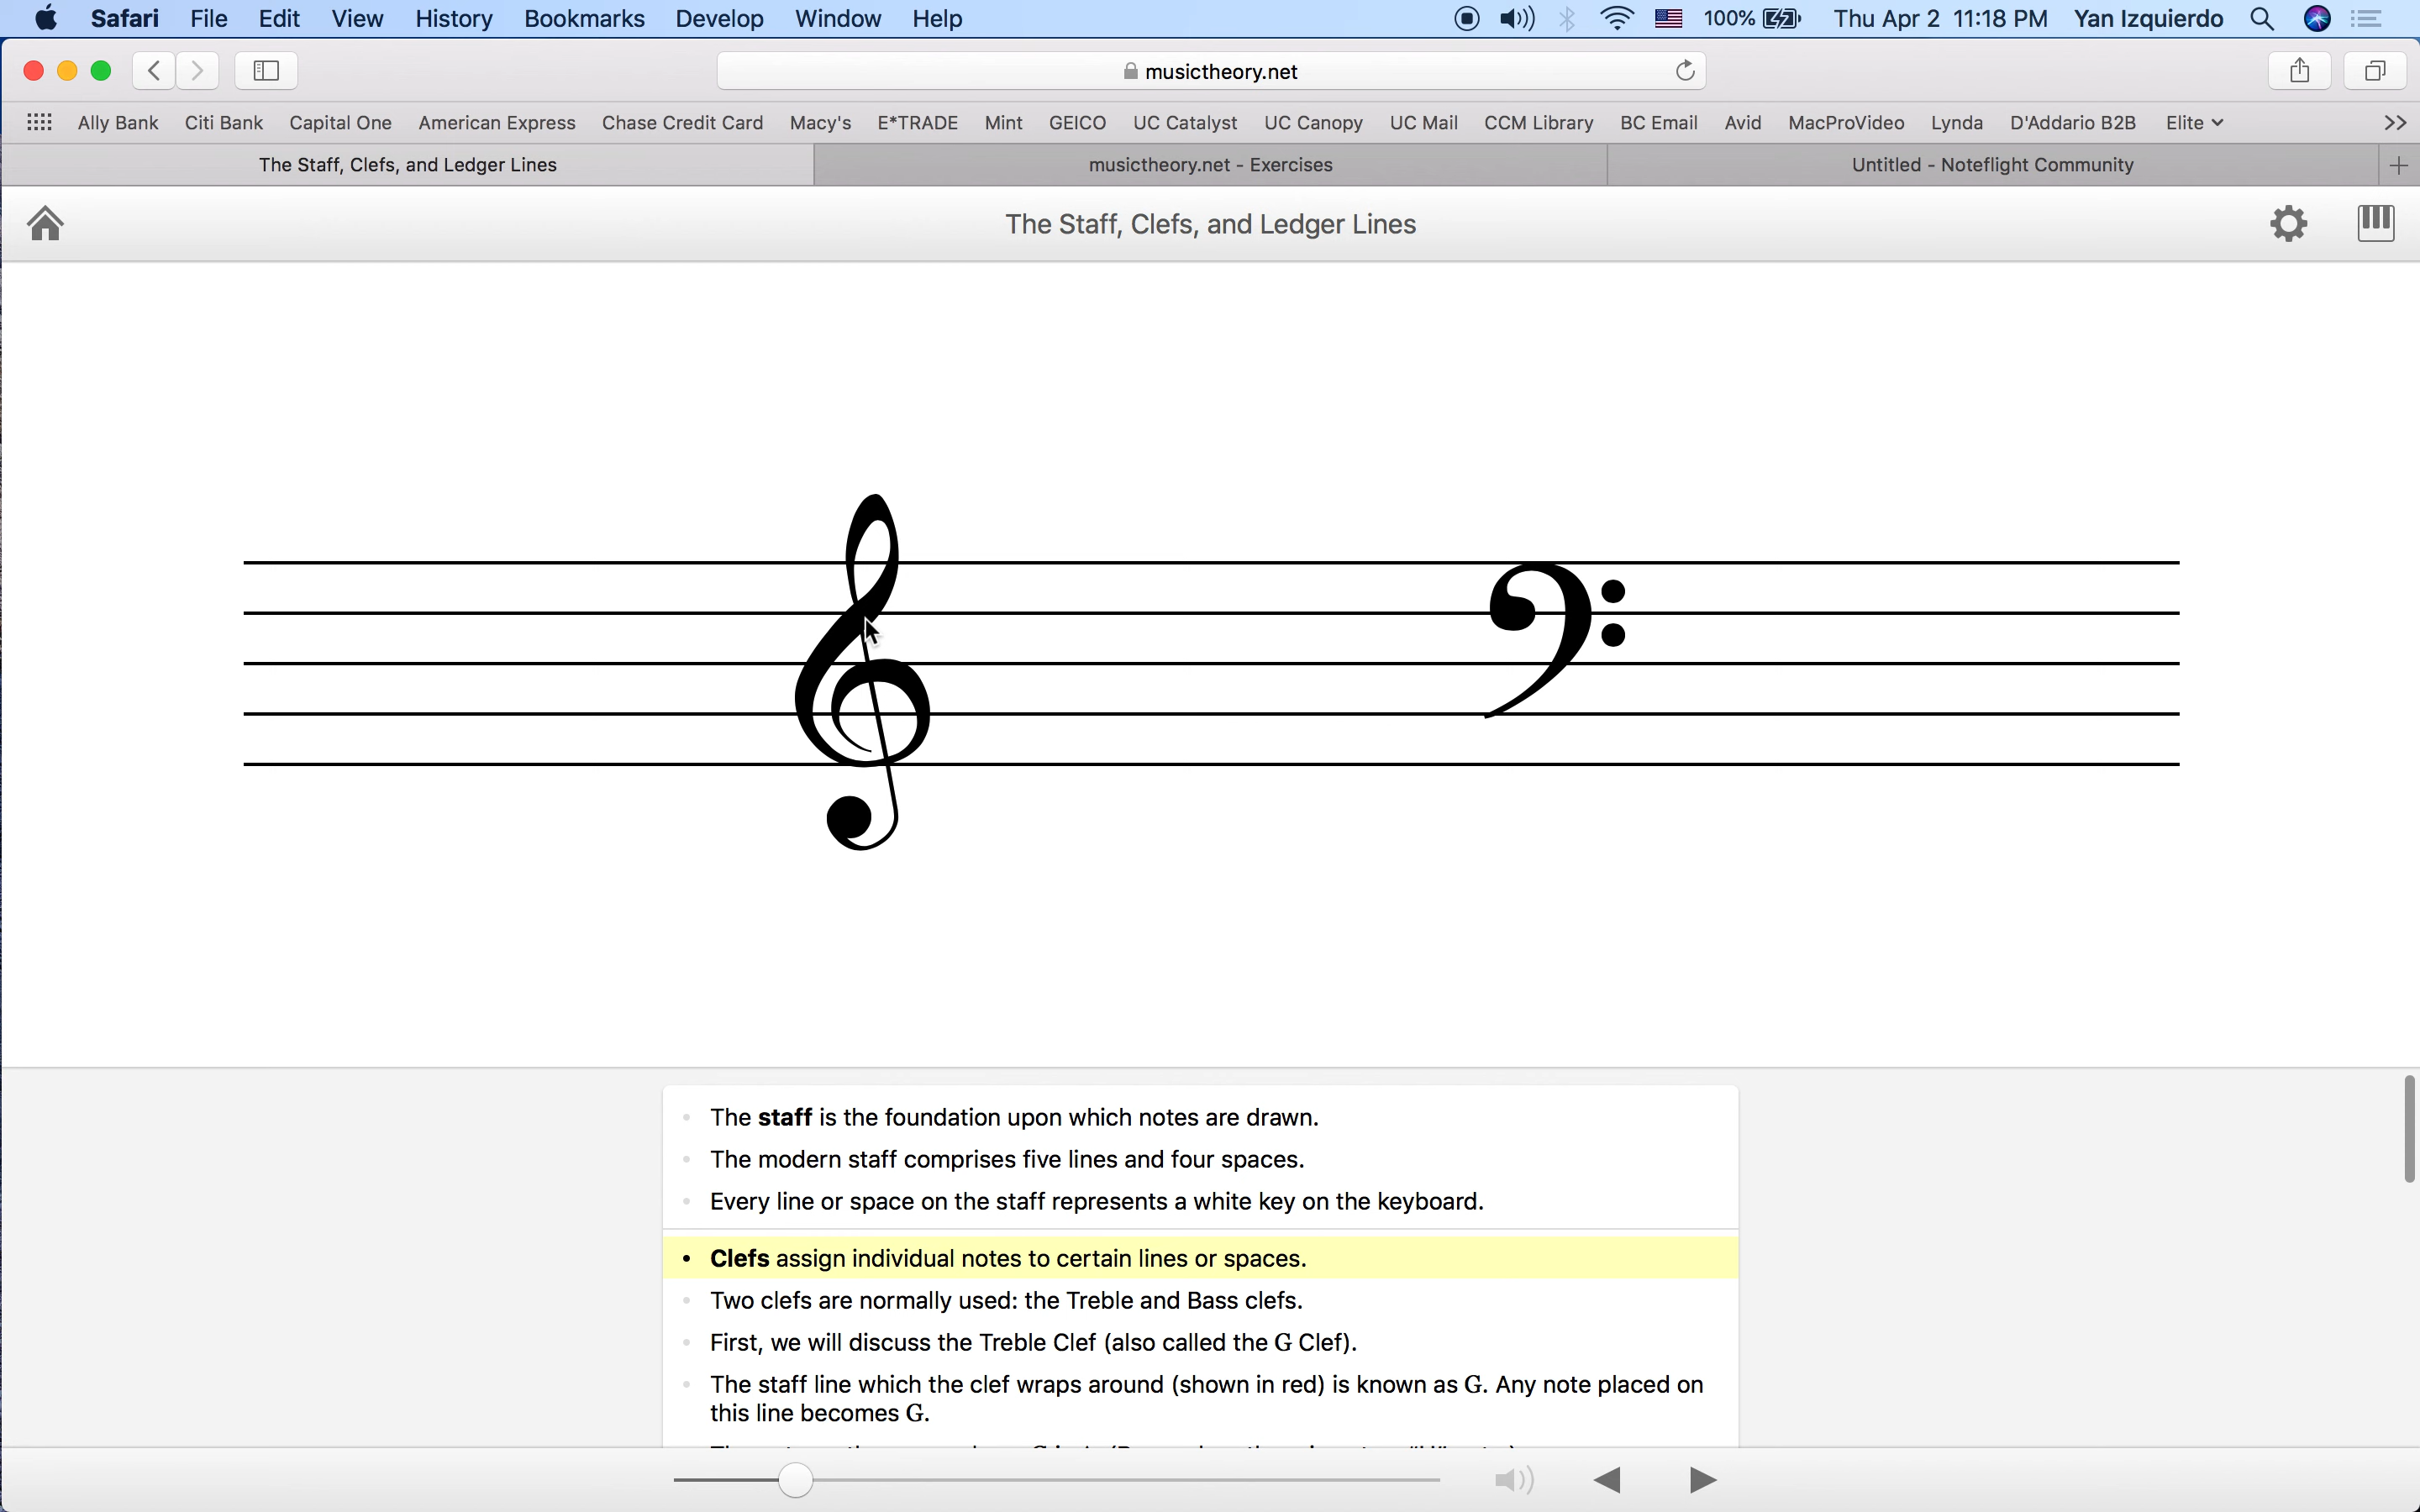 Safari File Edit View History Bookmarks Develop Window Help 100% Thu Apr 2 11:18 PM Yan Izquierdo
musictheory.net
Ally Bank Citi Bank Capital One American Express Chase Credit Card Macy's E*TRADE Mint GEICO UC Catalyst UC Canopy UC Mail CCM Library BC Email Avid MacProVideo Lynda D'Addario B2B Elite
The Staff, Clefs, and Ledger Lines musictheory.net - Exercises Untitled - Noteflight Community
The Staff, Clefs, and Ledger Lines
The staff is the foundation upon which notes are drawn.
The modern staff comprises five lines and four spaces.
Every line or space on the staff represents a white key on the keyboard.
Clefs assign individual notes to certain lines or spaces.
Two clefs are normally used: the Treble and Bass clefs.
First, we will discuss the Treble Clef (also called the G Clef).
The staff line which the clef wraps around (shown in red) is known as G. Any note placed on
this line becomes G.